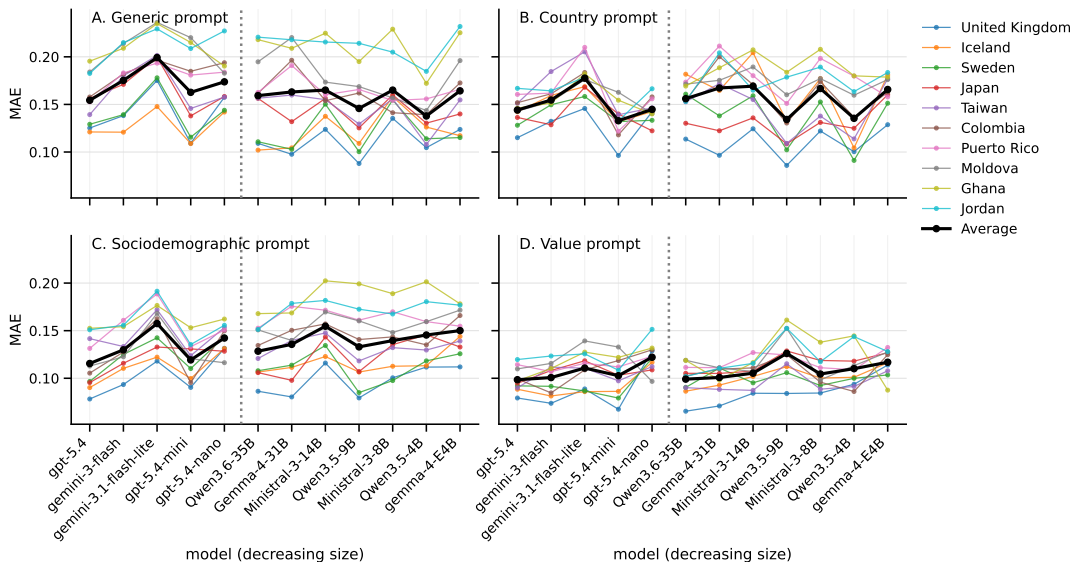 A. Generic prompt
B. Country prompt
0.20
0.15
0.10
MAE
United Kingdom
Iceland
Sweden
Japan
Taiwan
Colombia
Puerto Rico
Moldova
Ghana
Jordan
Average
C. Sociodemographic prompt
D. Value prompt
0.20
0.15
0.10
MAE
gpt-5.4
gemini-3-flash
gemini-3.1-flash-lite
gpt-5.4-mini
gpt-5.4-nano
Qwen3.6-35B
Gemma-4-31B
Ministral-3-14B
Qwen3.5-9B
Ministral-3-8B
Qwen3.5-4B
gemma-4-E4B
gpt-5.4
gemini-3-flash
gemini-3.1-flash-lite
gpt-5.4-mini
gpt-5.4-nano
Qwen3.6-35B
Gemma-4-31B
Ministral-3-14B
Qwen3.5-9B
Ministral-3-8B
Qwen3.5-4B
gemma-4-E4B
model (decreasing size)
model (decreasing size)